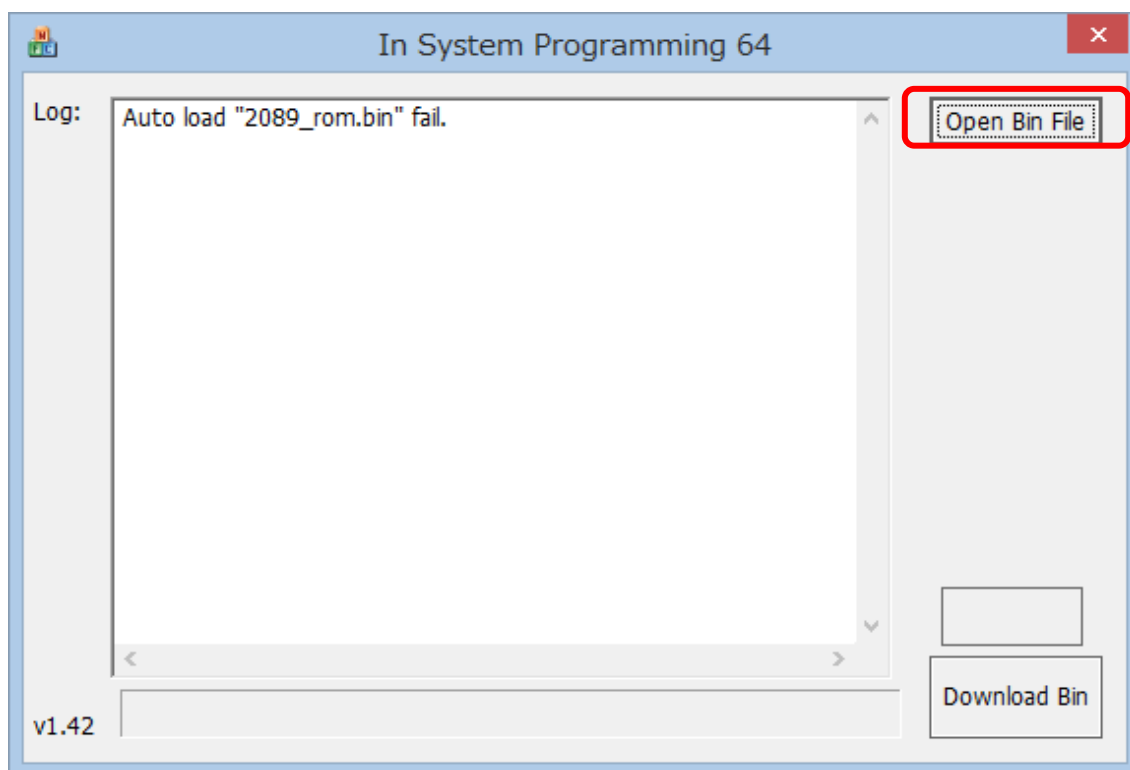 In System Programming 64
Log:
Auto load "2089_rom.bin" fail.
Open Bin File
Download Bin
v1.42